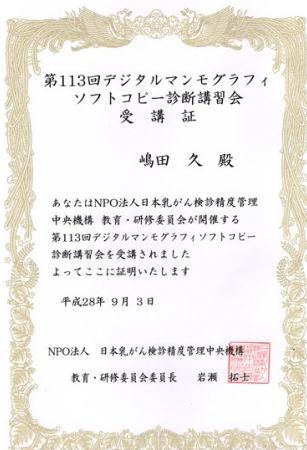 第113回デジタルマンモグラフィ
ソフトコピー診断講習会
受講証
嶋田 久 殿
あなたはNPO法人日本乳がん検診精度管理
中央機構 教育・研修委員会が開催する
第113回デジタルマンモグラフィソフトコピー
診断講習会を受講されました
よってここに証明いたします
平成28年 9月 3日
NPO法人 日本乳がん検診精度管理中央機構
教育・研修委員会委員長 岩瀬 拓士